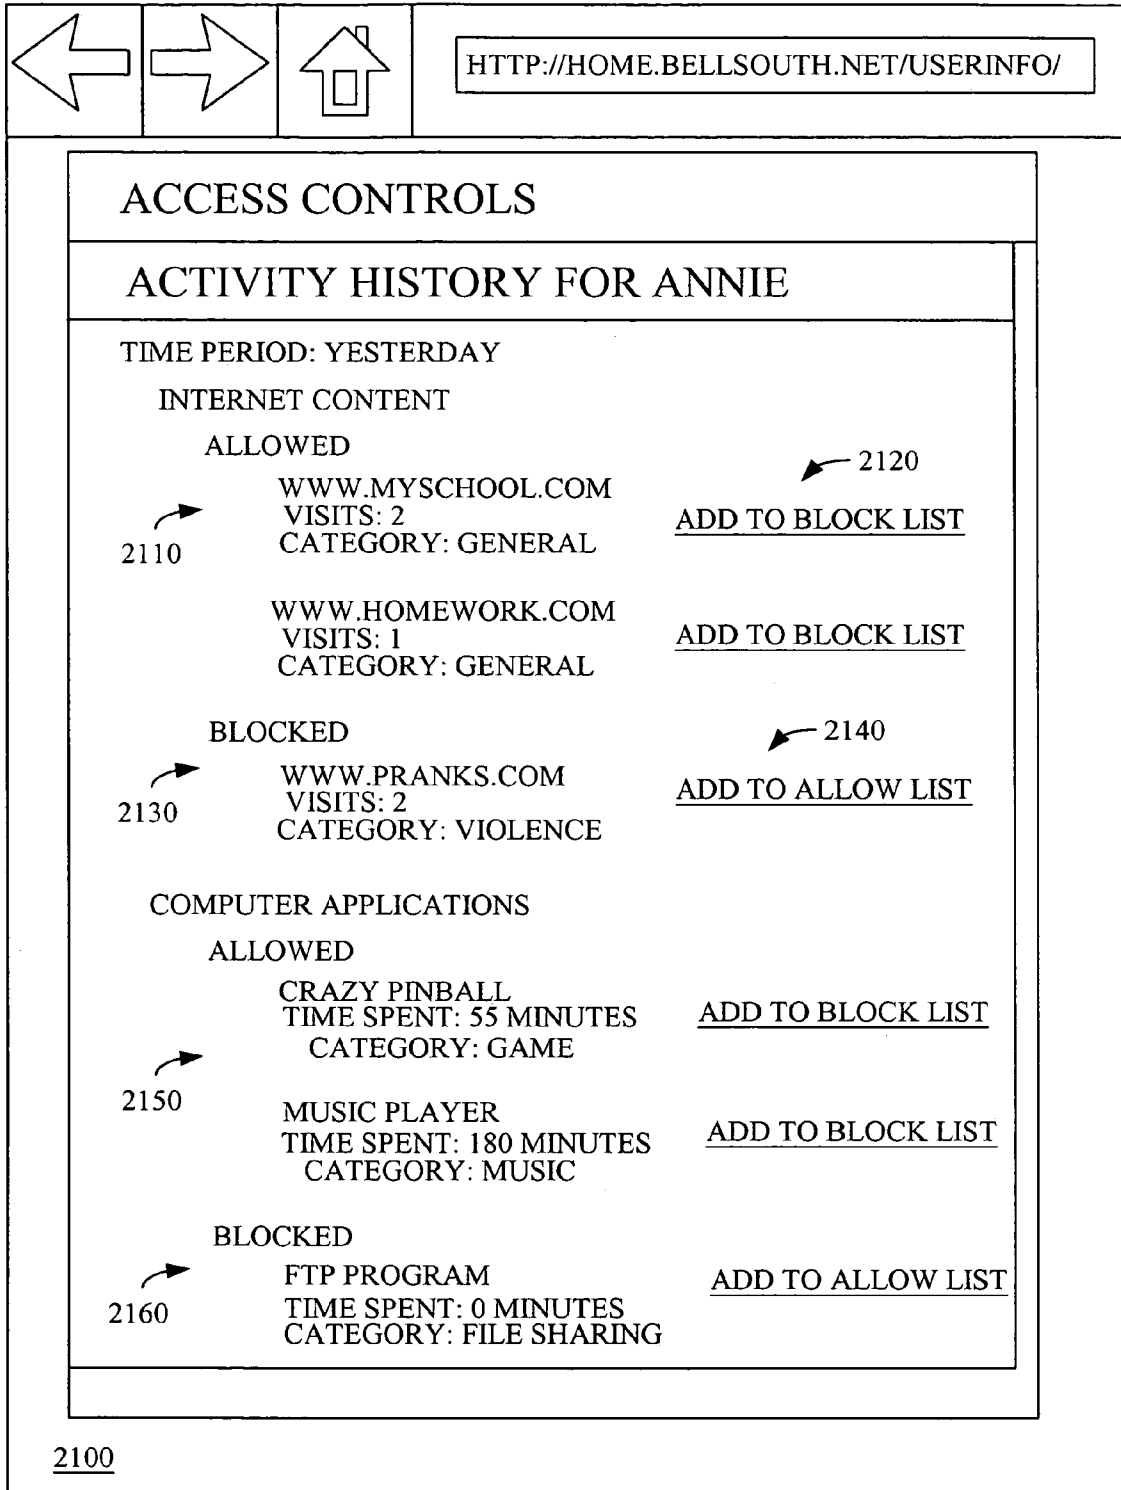 HTTP://HOME.BELLSOUTH.NET/USERINFO/
ACCESS CONTROLS
ACTIVITY HISTORY FOR ANNIE
TIME PERIOD: YESTERDAY
INTERNET CONTENT
ALLOWED
2120
WWW.MYSCHOOL.COM
VISITS: 2
ADD TO BLOCK LIST
CATEGORY: GENERAL
2110
WWW.HOMEWORK.COM
VISITS: 1
ADD TO BLOCK LIST
CATEGORY: GENERAL
BLOCKED
2140
WWW.PRANKS.COM
ADD TO ALLOW LIST
VISITS: 2
2130
CATEGORY: VIOLENCE
COMPUTER APPLICATIONS
ALLOWED
CRAZY PINBALL
TIME SPENT: 55 MINUTES
ADD TO BLOCK LIST
CATEGORY: GAME
2150
MUSIC PLAYER
TIME SPENT: 180 MINUTES
ADD TO BLOCK LIST
CATEGORY: MUSIC
BLOCKED
FTP PROGRAM
ADD TO ALLOW LIST
TIME SPENT: 0 MINUTES
2160
CATEGORY: FILE SHARING
2100